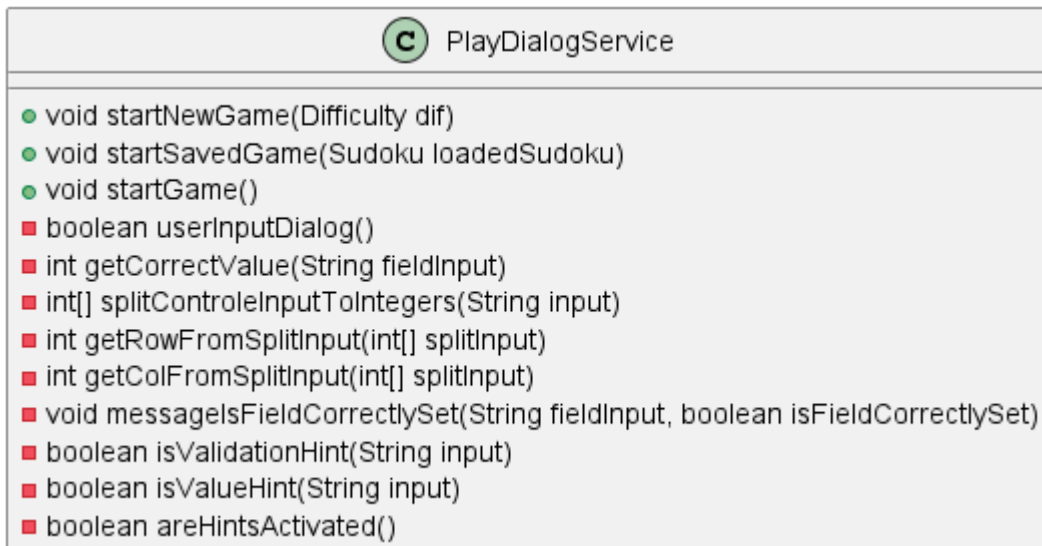 C PlayDialogService
void startNewGame(Difficulty dif)
void startSavedGame(Sudoku loadedSudoku)
void startGame()
boolean userInputDialog()
int getCorrectValue(String fieldInput)
int[] splitControleInputToIntegers(String input)
int getRowFromSplitInput(int[] splitInput)
int getColFromSplitInput(int[] splitInput)
void messageIsFieldCorrectlySet(String fieldInput, boolean isFieldCorrectlySet)
boolean isValidationHint(String input)
boolean isValueHint(String input)
boolean areHintsActivated()